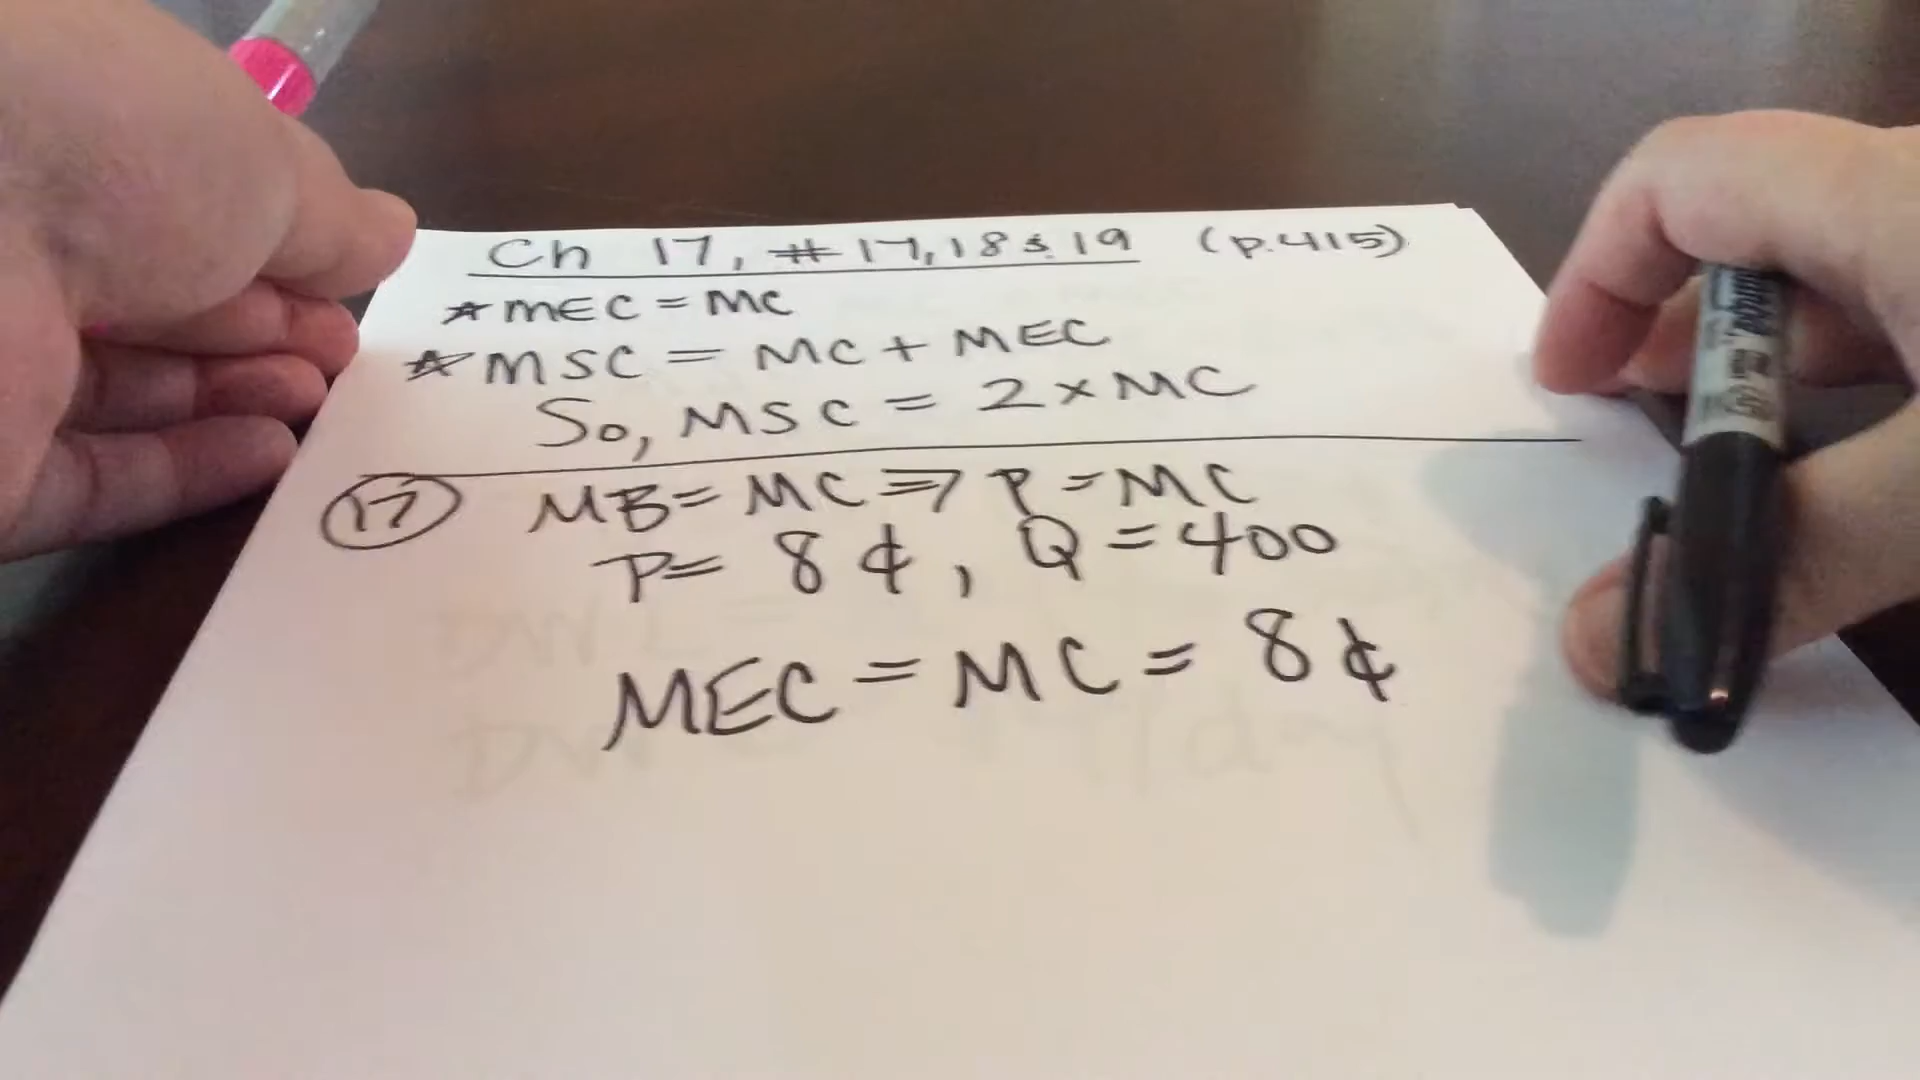 Ch 17, # 17, 18 & 19 (p. 415)
* MEC = MC
* MSC = MC + MEC
So, MSC = 2 x MC
17 MB = MC ⇒ P = MC
P = 8 ¢, Q = 400
MEC = MC = 8 ¢